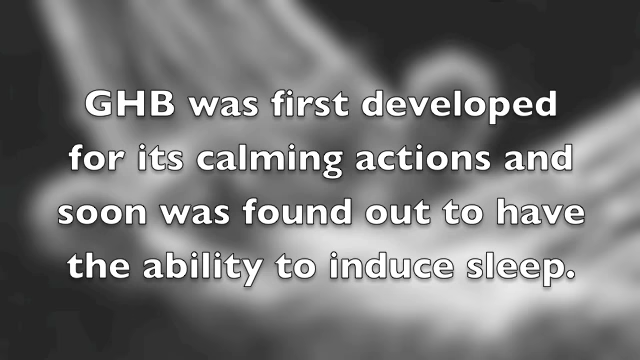 GHB was first developed
for its calming actions and
soon was found out to have
the ability to induce sleep.